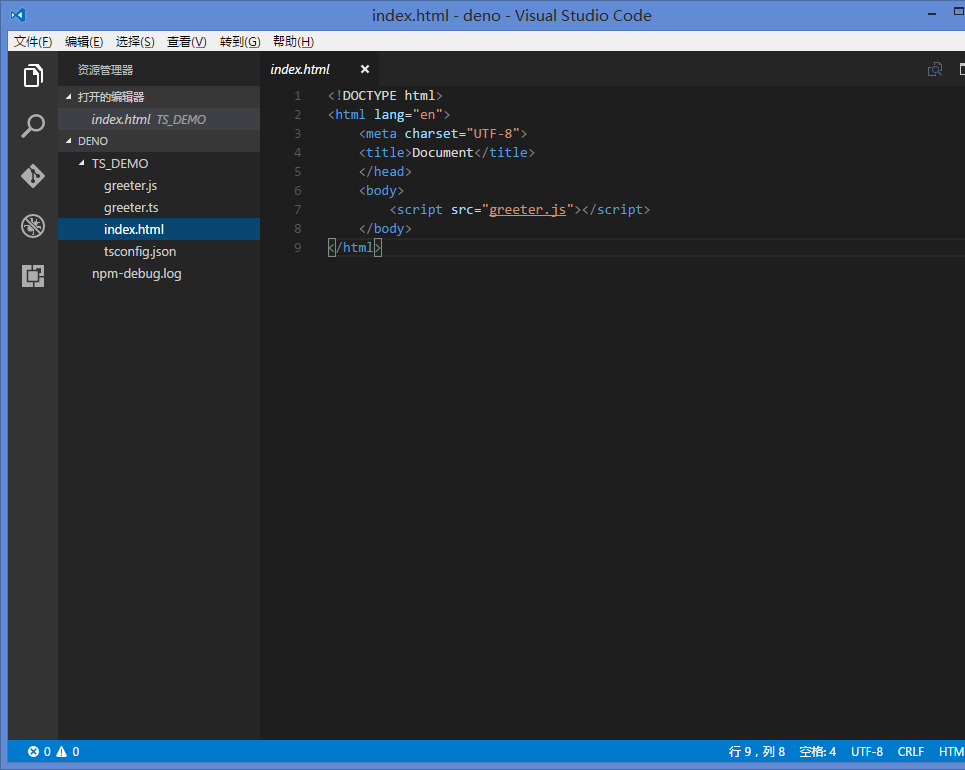 index.html - deno - Visual Studio Code
文件(F) 编辑(E) 选择(S) 查看(V) 转到(G) 帮助(H)
资源管理器
打开的编辑器
index.html TS_DEMO
DENO
TS_DEMO
greeter.js
greeter.ts
index.html
tsconfig.json
npm-debug.log
index.html
1 <!DOCTYPE html>
2 <html lang="en">
3 <meta charset="UTF-8">
4 <title>Document</title>
5 </head>
6 <body>
7 <script src="greeter.js"></script>
8 </body>
9 </html>
0 0 行 9，列 8 空格: 4 UTF-8 CRLF HTM